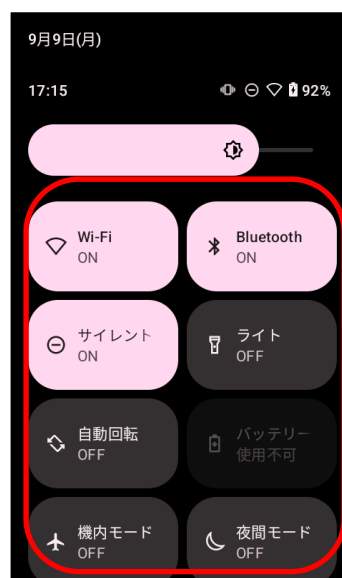 9月9日(月)
17:15 92%
Wi-Fi
ON
Bluetooth
ON
サイレント
ON
ライト
OFF
自動回転
OFF
バッテリー
使用不可
機内モード
OFF
夜間モード
OFF